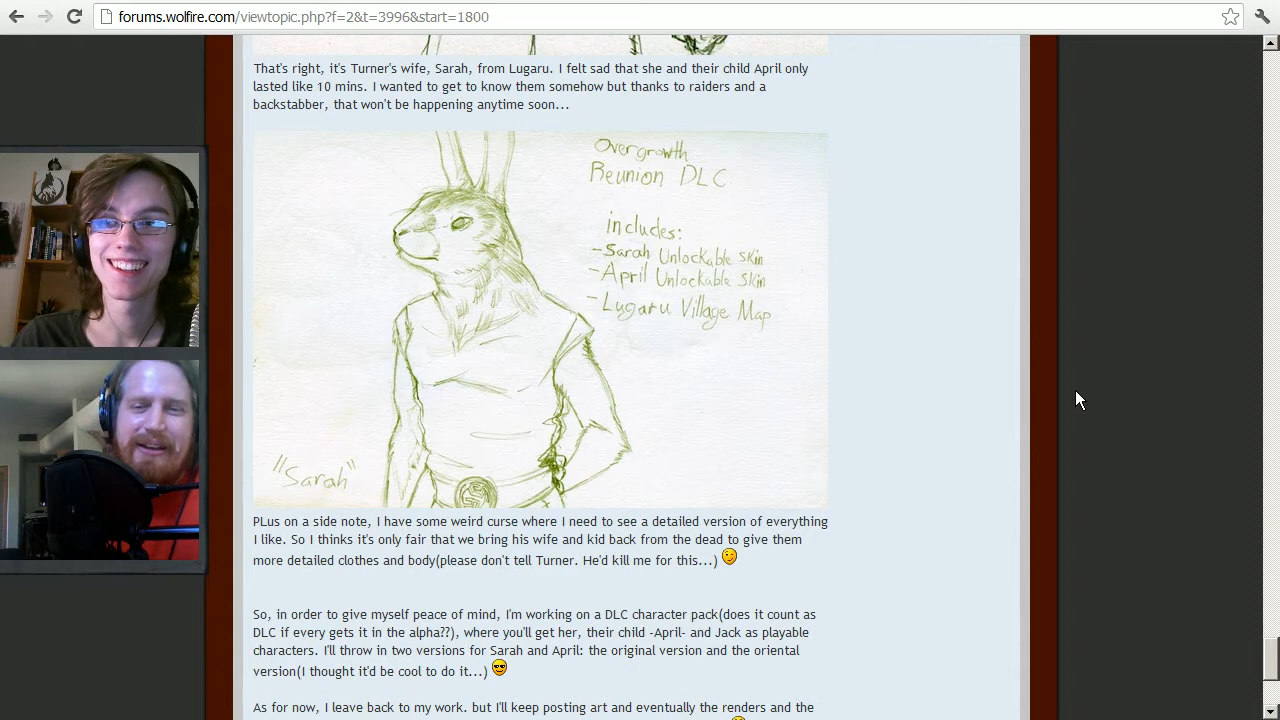 forums.wolfire.com/viewtopic.php?f=2&t=3996&start=1800
That's right, it's Turner's wife, Sarah, from Lugaru. I felt sad that she and their child April only
lasted like 10 mins. I wanted to get to know them somehow but thanks to raiders and a
backstabber, that won't be happening anytime soon...
Overgrowth
Reunion DLC
includes:
- Sarah Unlockable Skin
- April Unlockable Skin
- Lugaru Village Map
"Sarah"
PLus on a side note, I have some weird curse where I need to see a detailed version of everything
I like. So I thinks it's only fair that we bring his wife and kid back from the dead to give them
more detailed clothes and body(please don't tell Turner. He'd kill me for this...)
So, in order to give myself peace of mind, I'm working on a DLC character pack(does it count as
DLC if every gets it in the alpha??), where you'll get her, their child -April- and Jack as playable
characters. I'll throw in two versions for Sarah and April: the original version and the oriental
version(I thought it'd be cool to do it...)
As for now, I leave back to my work. but I'll keep posting art and eventually the renders and the